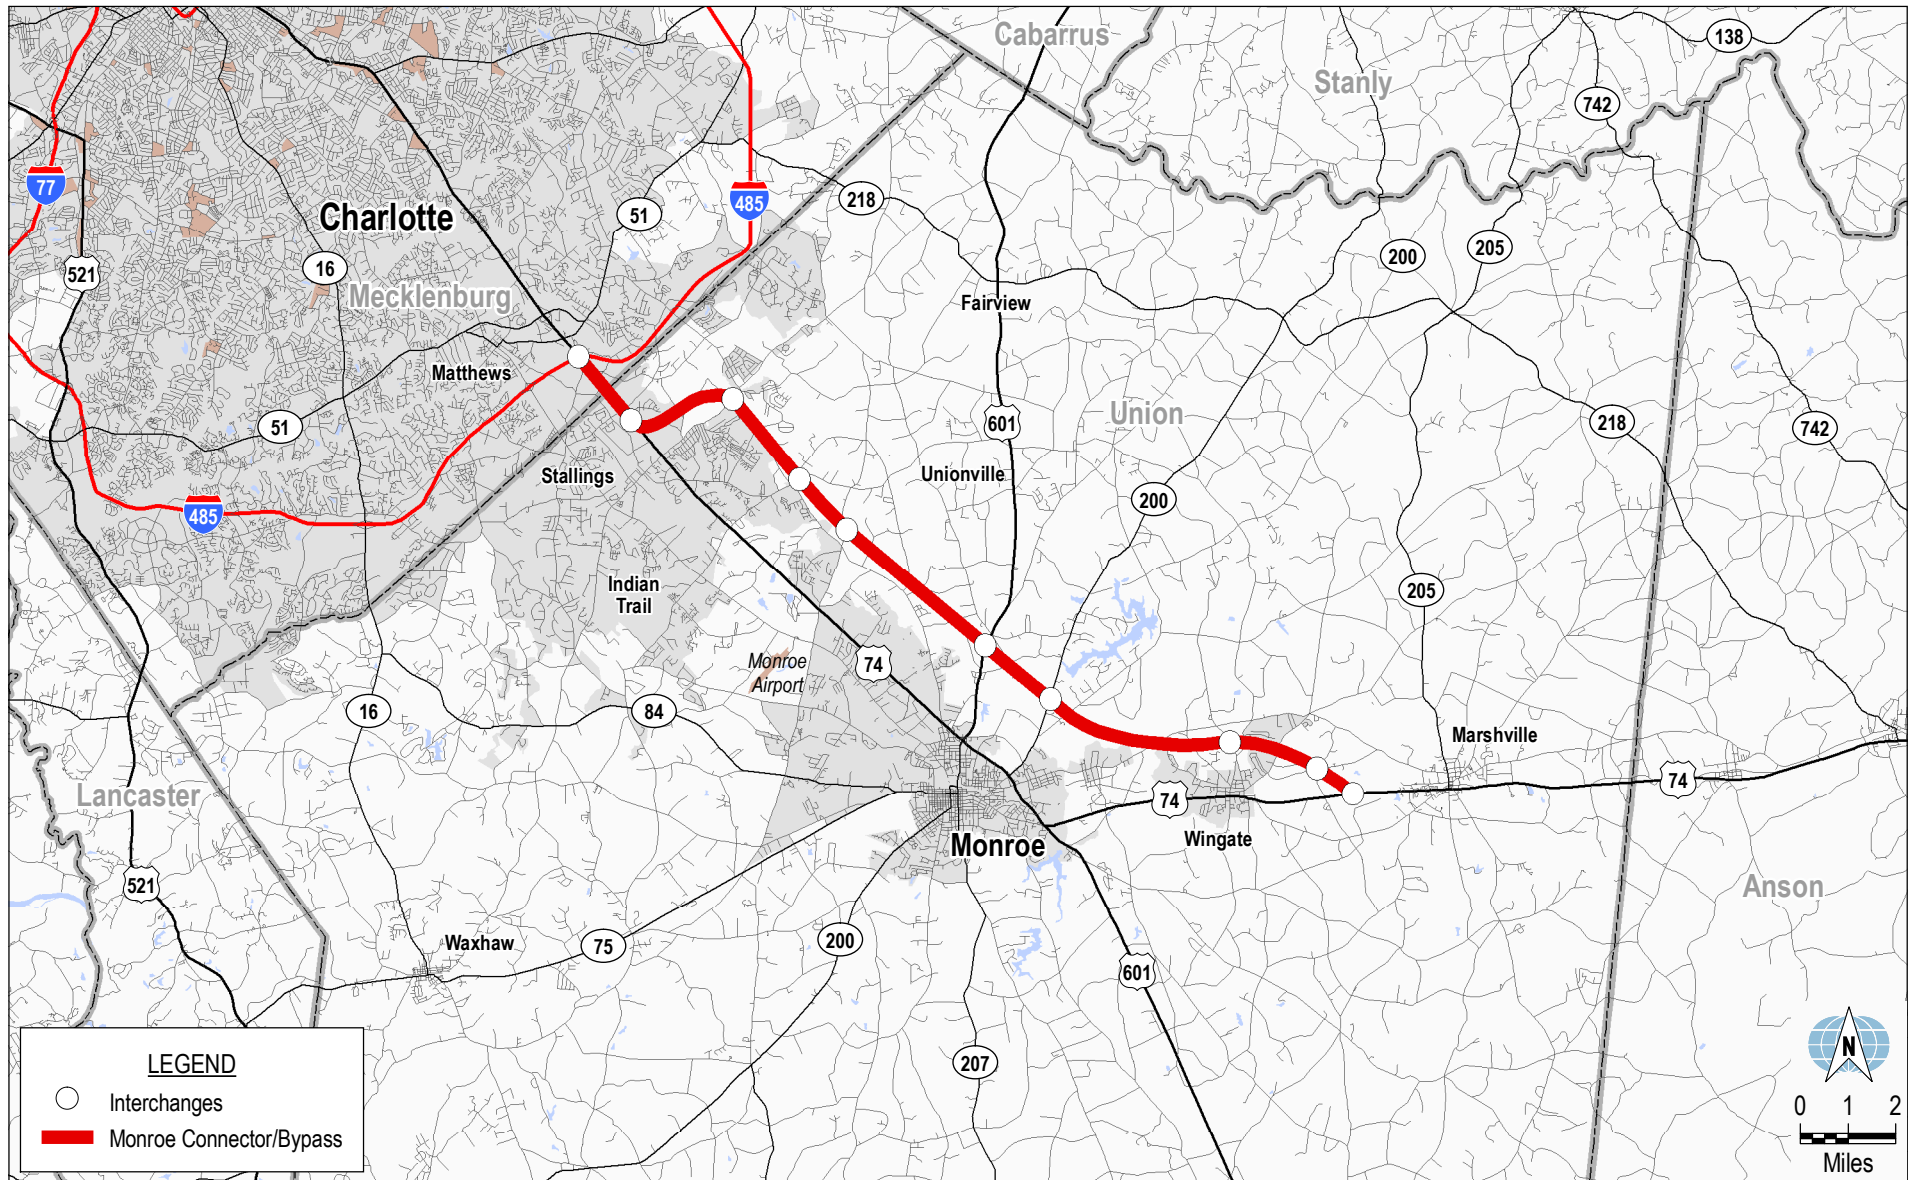 Cabarrus
138
Stanly
742
77
485
Charlotte
51
218
521
16
205
200
Mecklenburg
Fairview
Matthews
Union
601
218
742
51
Stallings
Unionville
200
485
Indian
Trail
205
Monroe
Airport
74
16
84
Marshville
74
Lancaster
74
Wingate
Monroe
521
Anson
Waxhaw
75
200
601
207
N
LEGEND
Interchanges
Monroe Connector/Bypass
0 1 2
Miles